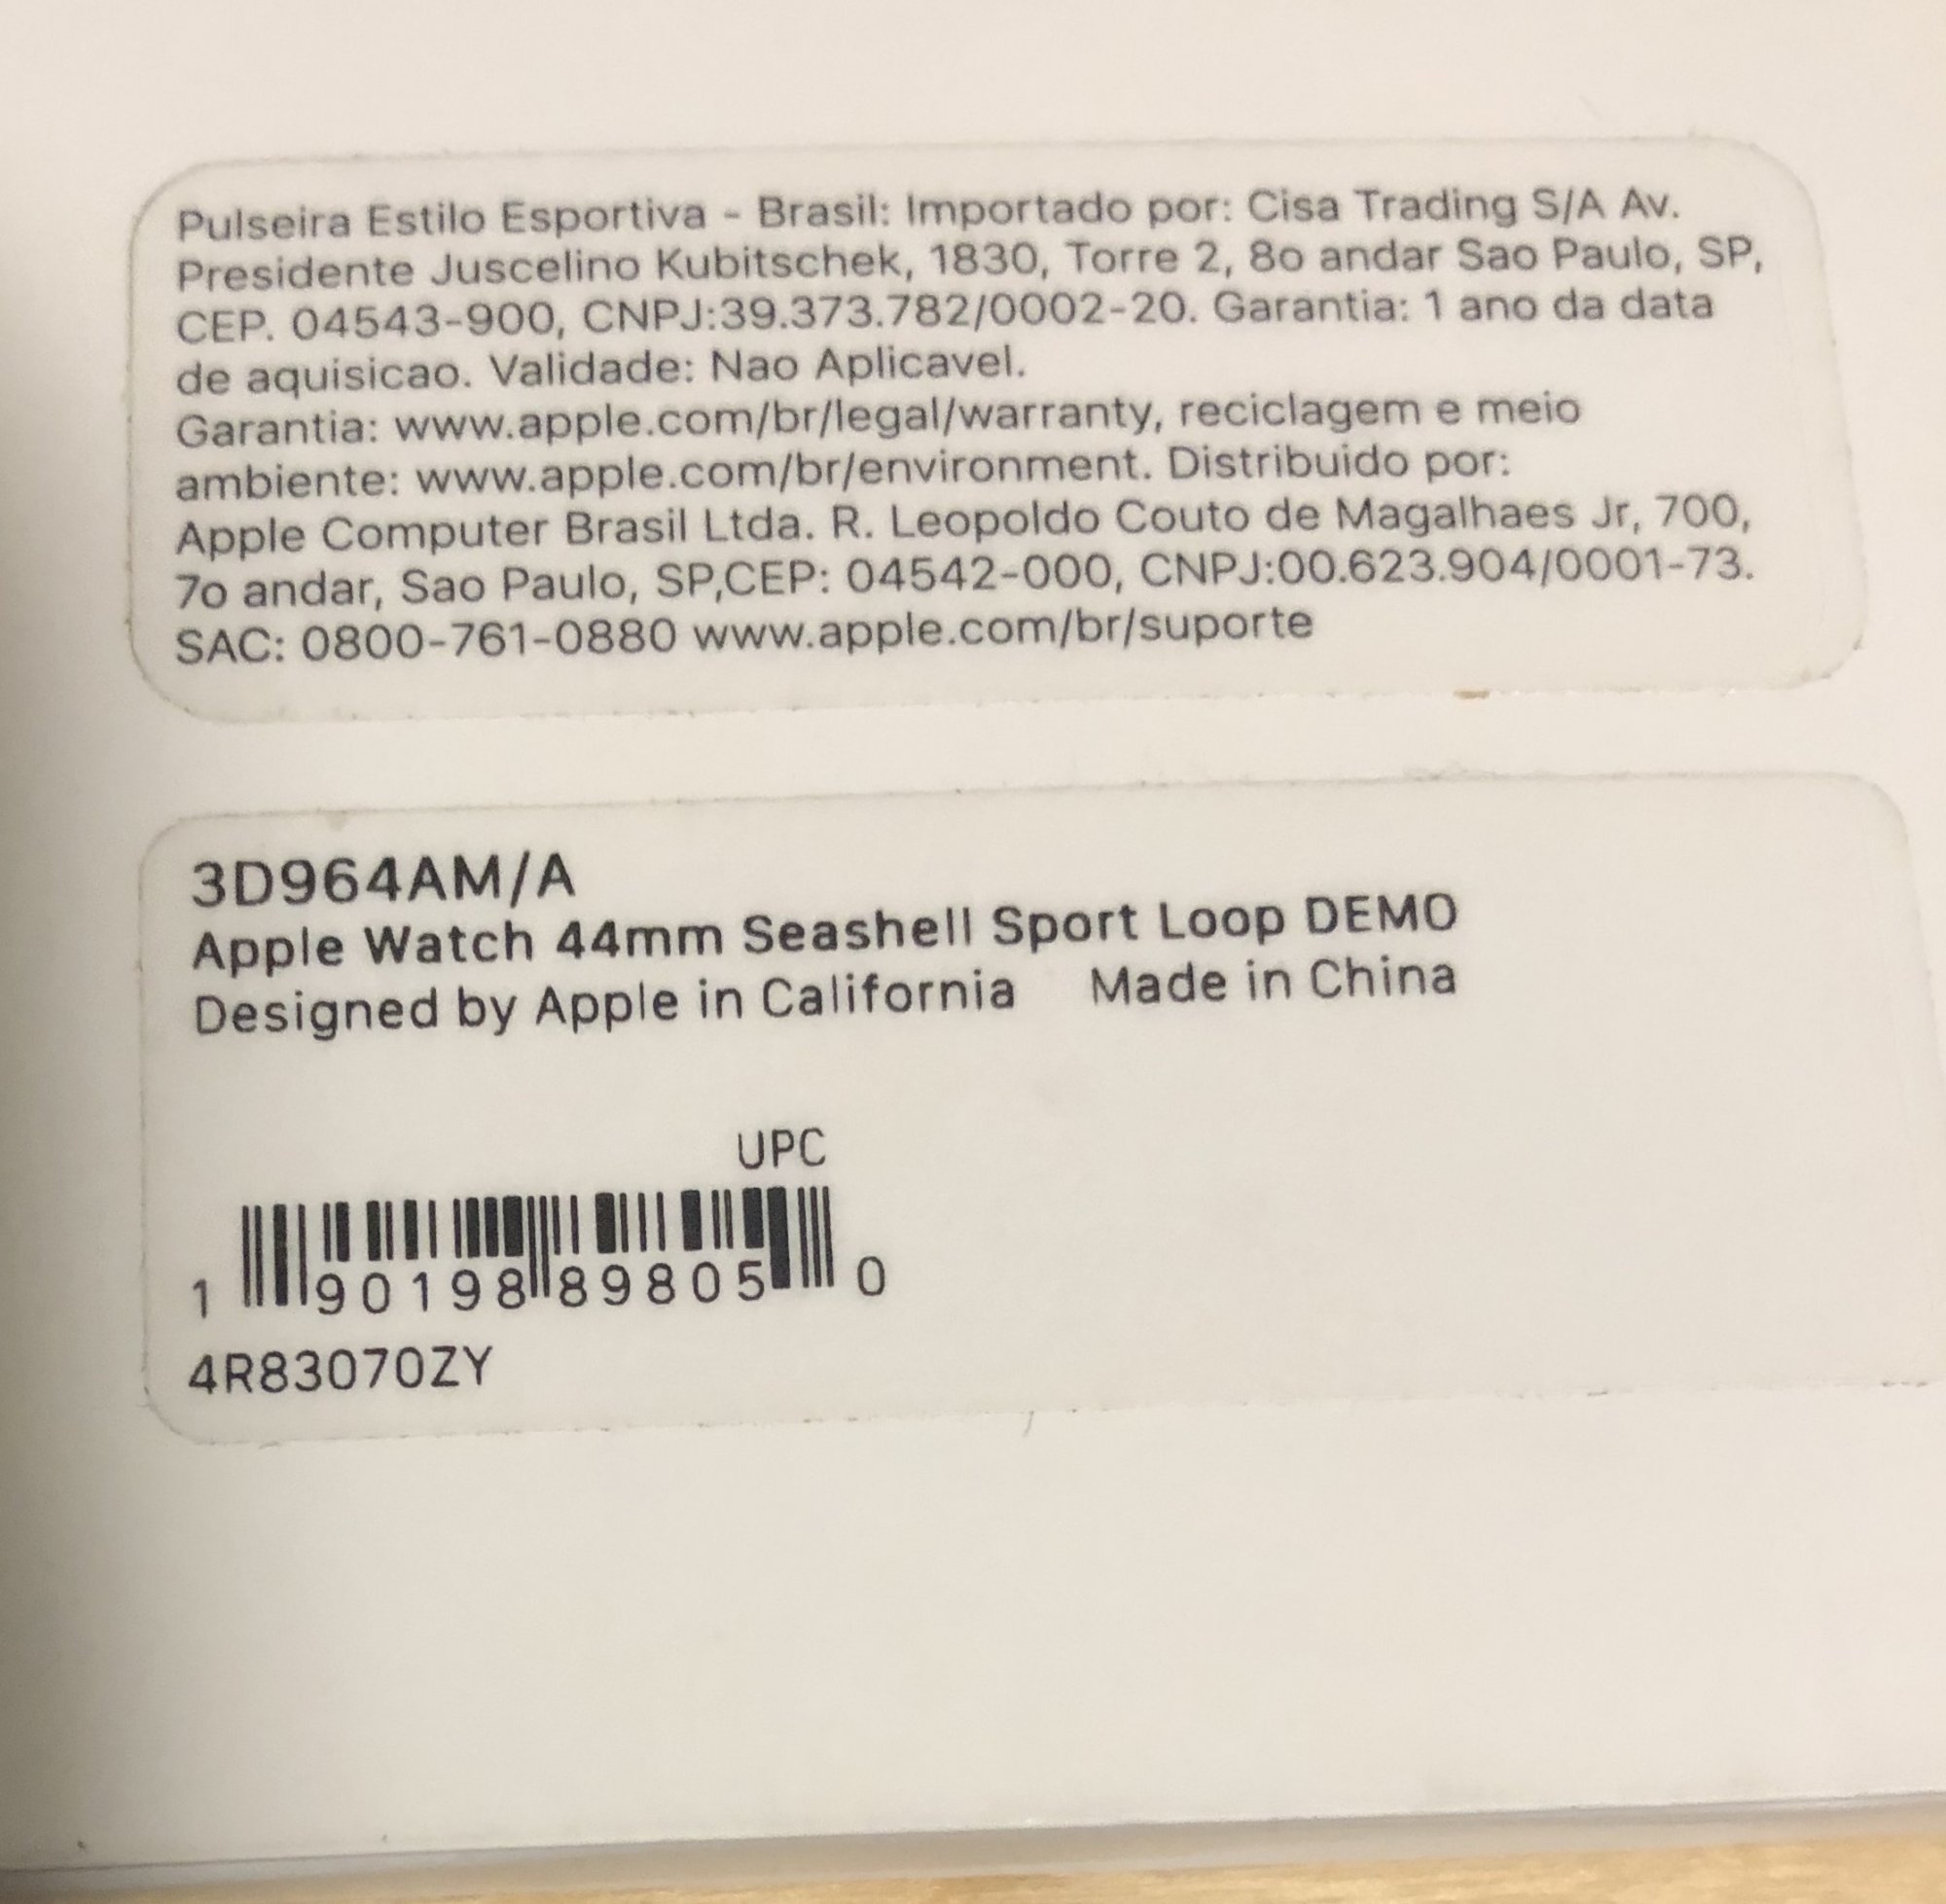 Pulseira Estilo Esportiva - Brasil: Importado por: Cisa Trading S/A Av.
Presidente Juscelino Kubitschek, 1830, Torre 2, 8o andar Sao Paulo, SP,
CEP. 04543-900, CNPJ:39.373.782/0002-20. Garantia: 1 ano da data
de aquisicao. Validade: Nao Aplicavel.
Garantia: www.apple.com/br/legal/warranty, reciclagem e meio
ambiente: www.apple.com/br/environment. Distribuido por:
Apple Computer Brasil Ltda. R. Leopoldo Couto de Magalhaes Jr, 700,
7o andar, Sao Paulo, SP,CEP: 04542-000, CNPJ:00.623.904/0001-73.
SAC: 0800-761-0880 www.apple.com/br/suporte
3D964AM/A
Apple Watch 44mm Seashell Sport Loop DEMO
Designed by Apple in California Made in China
UPC
1 90198 89805 0
4R83070ZY